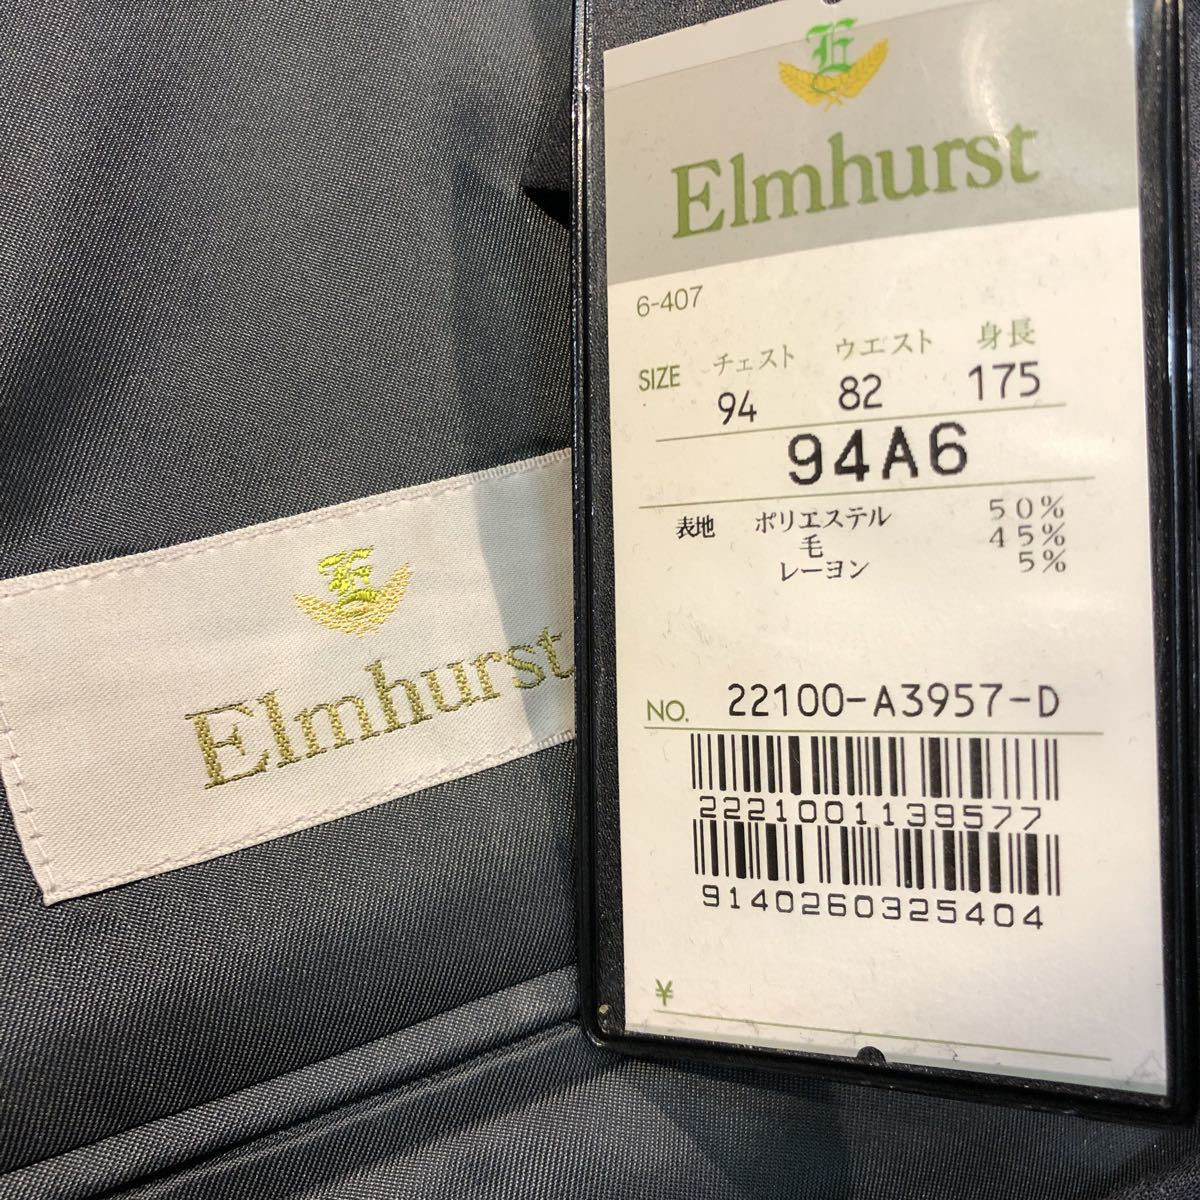 E
Elmhurst
E
Elmhurst
6-407
SIZE チェスト ウエスト 身長
94 82 175
94A6
表地 ポリエステル 50%
毛 45%
レーヨン 5%
NO. 22100-A3957-D
2221001139577
9140260325404
¥